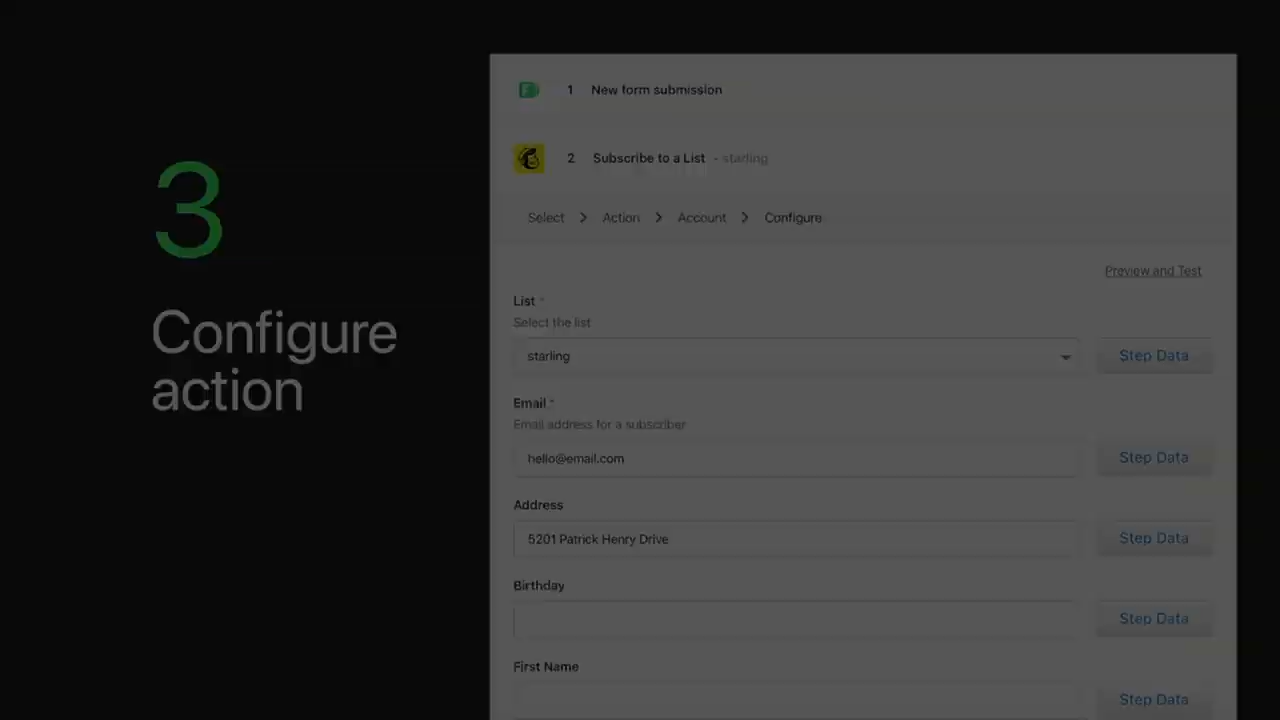 3
Configure
action
1 New form submission
2 Subscribe to a List - starling
Select > Action > Account > Configure
Preview and Test
List *
Select the list
starling
Step Data
Email *
Email address for a subscriber
hello@email.com
Step Data
Address
5201 Patrick Henry Drive
Step Data
Birthday
Step Data
First Name
Step Data